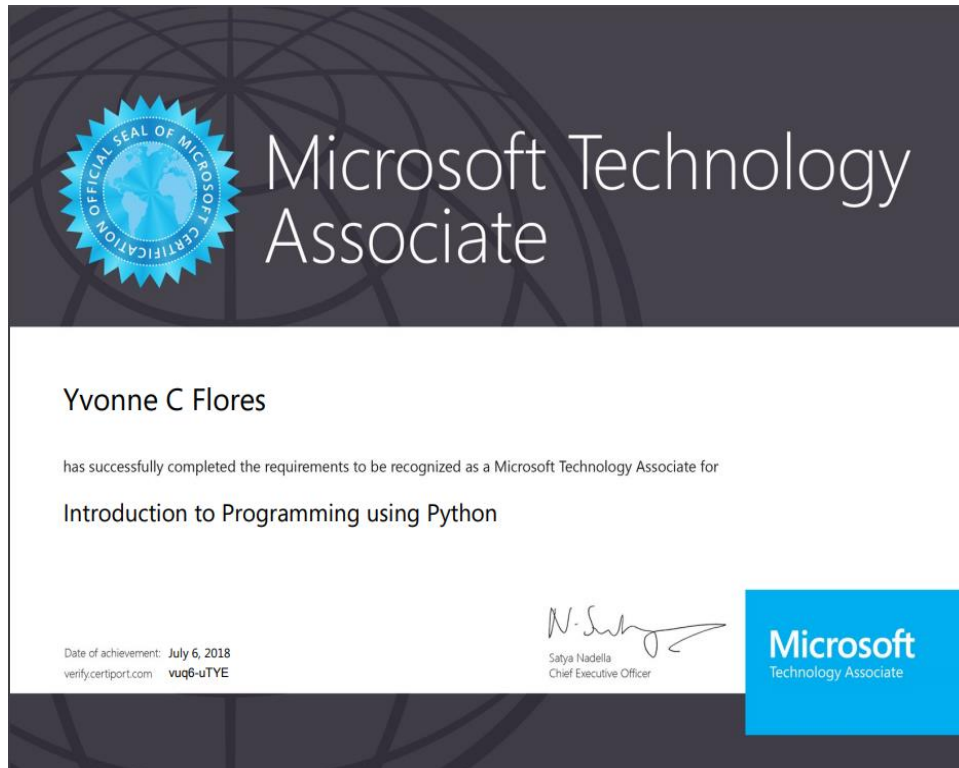 OFFICIAL SEAL OF MICROSOFT CERTIFICATION
Microsoft Technology
Associate
Yvonne C Flores
has successfully completed the requirements to be recognized as a Microsoft Technology Associate for
Introduction to Programming using Python
Date of achievement: July 6, 2018
verify.certiport.com vuq6-uTYE
Satya Nadella
Chief Executive Officer
Microsoft
Technology Associate